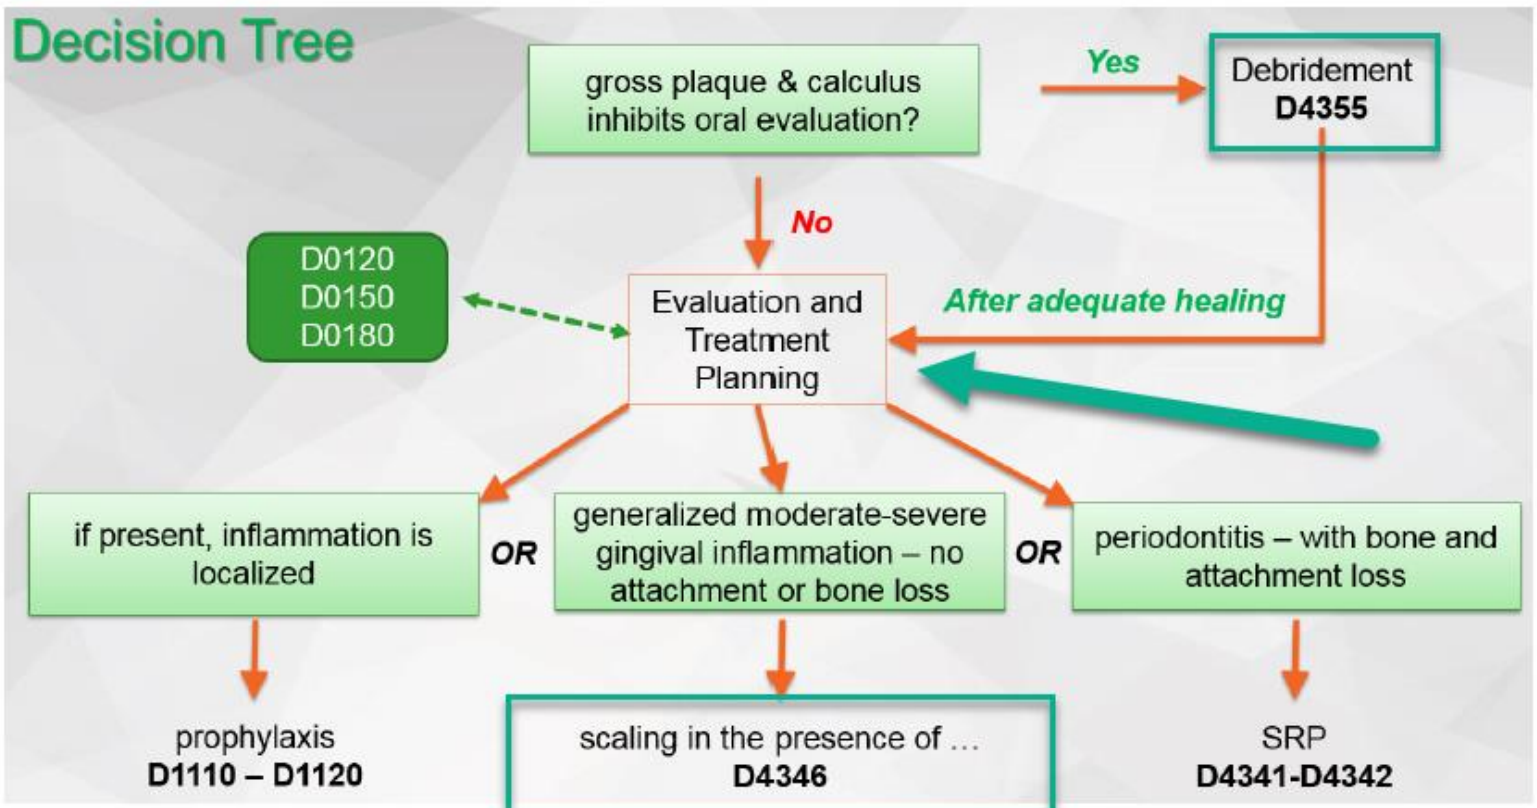 Decision Tree
gross plaque & calculus
inhibits oral evaluation?
Yes
Debridement
D4355
No
D0120
D0150
D0180
Evaluation and
Treatment
Planning
After adequate healing
if present, inflammation is
localized
OR
generalized moderate-severe
gingival inflammation – no
attachment or bone loss
OR
periodontitis – with bone and
attachment loss
prophylaxis
D1110 – D1120
scaling in the presence of …
D4346
SRP
D4341-D4342